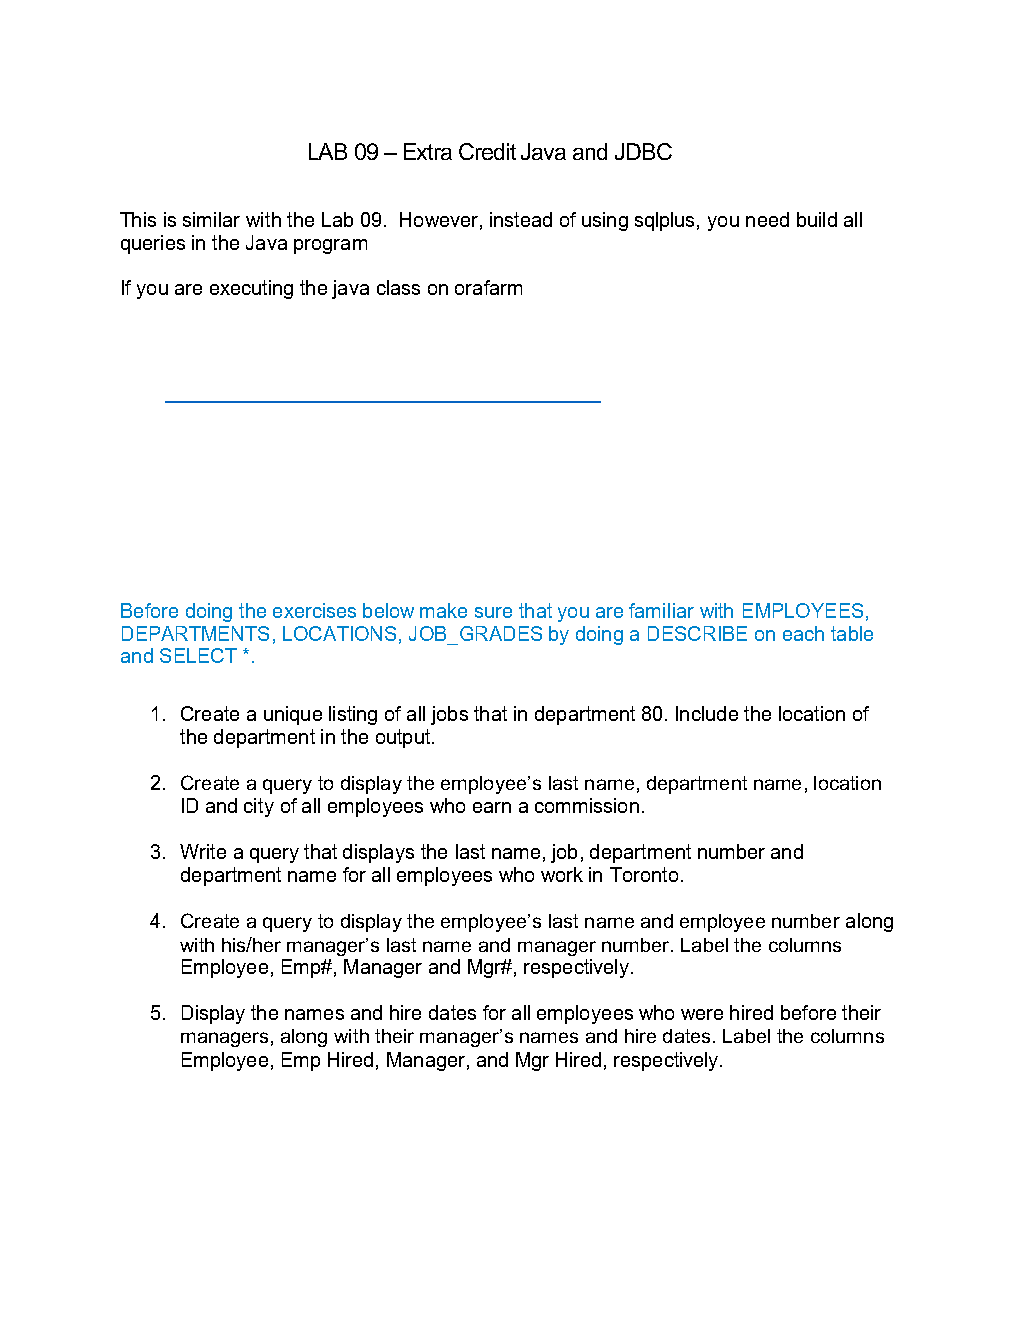 LAB 09 – Extra Credit Java and JDBC
This is similar with the Lab 09.  However, instead of using sqlplus, you need build all
queries in the Java program
If you are executing the java class on orafarm
Before doing the exercises below make sure that you are familiar with EMPLOYEES,
DEPARTMENTS, LOCATIONS, JOB_GRADES by doing a DESCRIBE on each table
and SELECT *.
1. Create a unique listing of all jobs that in department 80. Include the location of
the department in the output.
2. Create a query to display the employee’s last name, department name, location
ID and city of all employees who earn a commission.
3. Write a query that displays the last name, job, department number and
department name for all employees who work in Toronto.
4. Create a query to display the employee’s last name and employee number along
with his/her manager’s last name and manager number. Label the columns
Employee, Emp#, Manager and Mgr#, respectively.
5. Display the names and hire dates for all employees who were hired before their
managers, along with their manager’s names and hire dates. Label the columns
Employee, Emp Hired, Manager, and Mgr Hired, respectively.